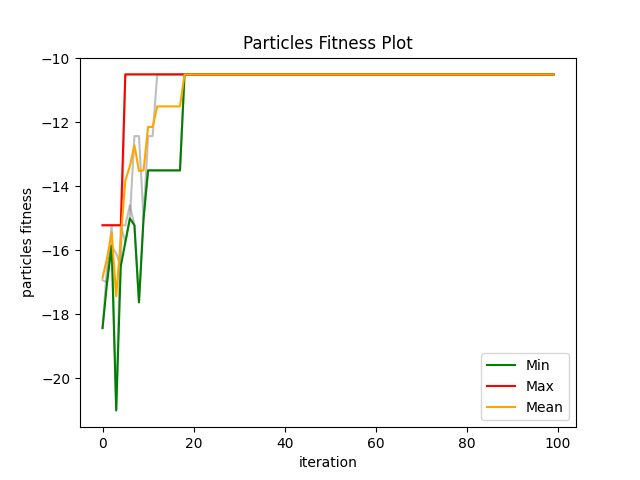 Particles Fitness Plot
particles fitness
−10
−12
−14
−16
−18
−20
0
20
40
60
80
100
iteration
Min
Max
Mean